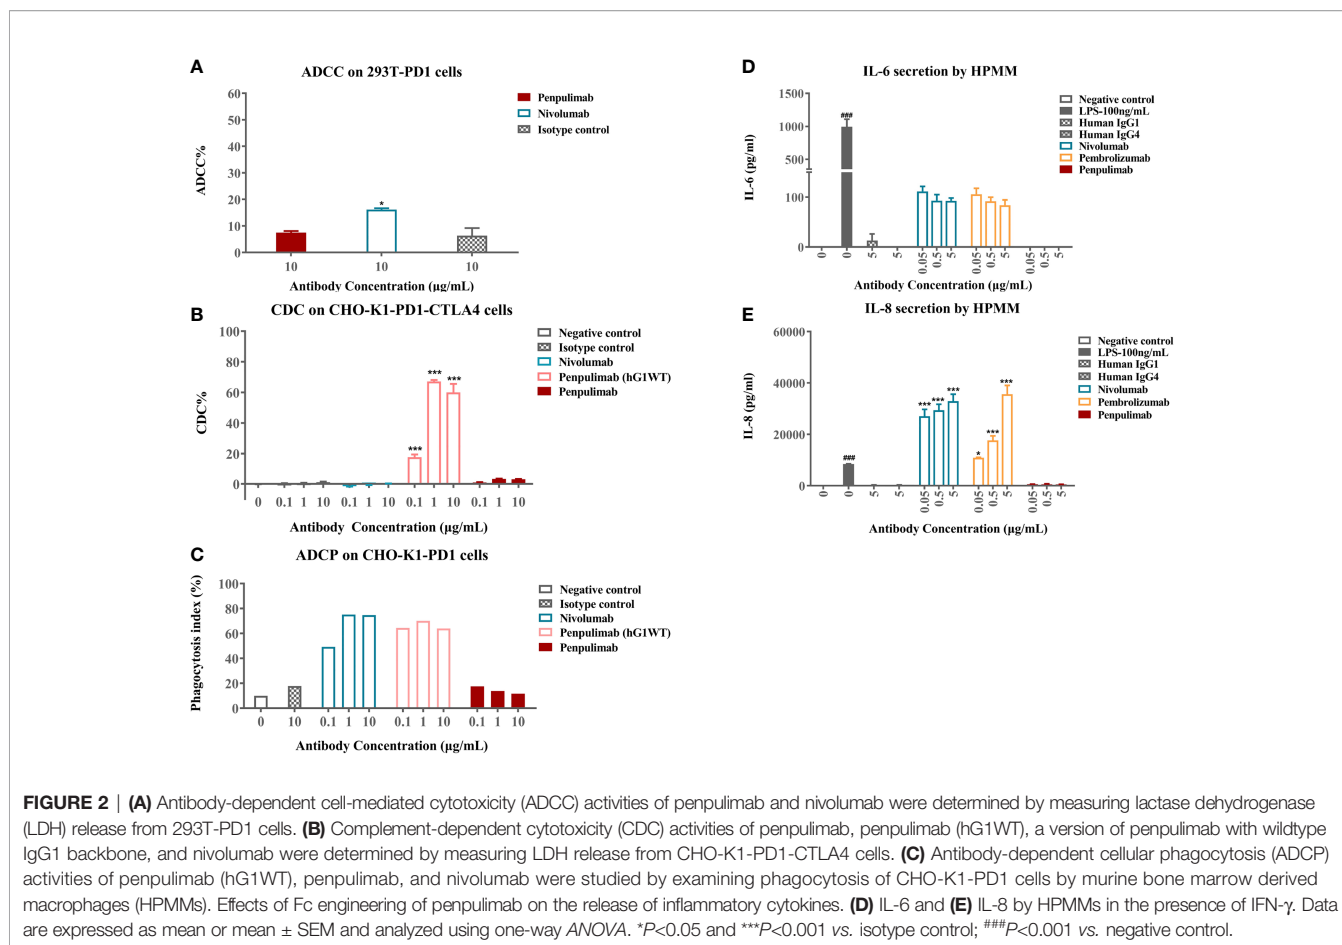 A
ADCC on 293T-PD1 cells
ADCC%
60
50
40
30
20
10
0
*
10
10
10
Antibody Concentration (μg/mL)
Penpulimab
Nivolumab
Isotype control
B
CDC on CHO-K1-PD1-CTLA4 cells
CDC%
100
80
60
40
20
0
***
***
***
0
0.1
1
10
0.1
1
10
0.1
1
10
0.1
1
10
Antibody Concentration (μg/mL)
Negative control
Isotype control
Nivolumab
Penpulimab (hG1WT)
Penpulimab
C
ADCP on CHO-K1-PD1 cells
Phagocytosis index (%)
100
80
60
40
20
0
0
10
0.1
1
10
0.1
1
10
0.1
1
10
Antibody Concentration (μg/mL)
Negative control
Isotype control
Nivolumab
Penpulimab (hG1WT)
Penpulimab
D
IL-6 secretion by HPMM
IL-6 (pg/ml)
1500
1000
500
100
0
###
0
0
5
5
0.05
0.5
5
0.05
0.5
5
0.05
0.5
5
Antibody Concentration (μg/mL)
Negative control
LPS-100ng/mL
Human IgG1
Human IgG4
Nivolumab
Pembrolizumab
Penpulimab
E
IL-8 secretion by HPMM
IL-8 (pg/ml)
60000
40000
20000
0
###
***
***
***
*
***
***
0
0
5
5
0.05
0.5
5
0.05
0.5
5
0.05
0.5
5
Antibody Concentration (μg/mL)
Negative control
LPS-100ng/mL
Human IgG1
Human IgG4
Nivolumab
Pembrolizumab
Penpulimab
FIGURE 2 | (A) Antibody-dependent cell-mediated cytotoxicity (ADCC) activities of penpulimab and nivolumab were determined by measuring lactase dehydrogenase
(LDH) release from 293T-PD1 cells. (B) Complement-dependent cytotoxicity (CDC) activities of penpulimab, penpulimab (hG1WT), a version of penpulimab with wildtype
IgG1 backbone, and nivolumab were determined by measuring LDH release from CHO-K1-PD1-CTLA4 cells. (C) Antibody-dependent cellular phagocytosis (ADCP)
activities of penpulimab (hG1WT), penpulimab, and nivolumab were studied by examining phagocytosis of CHO-K1-PD1 cells by murine bone marrow derived
macrophages (HPMMs). Effects of Fc engineering of penpulimab on the release of inflammatory cytokines. (D) IL-6 and (E) IL-8 by HPMMs in the presence of IFN-γ. Data
are expressed as mean or mean ± SEM and analyzed using one-way ANOVA. *P<0.05 and ***P<0.001 vs. isotype control; ###P<0.001 vs. negative control.